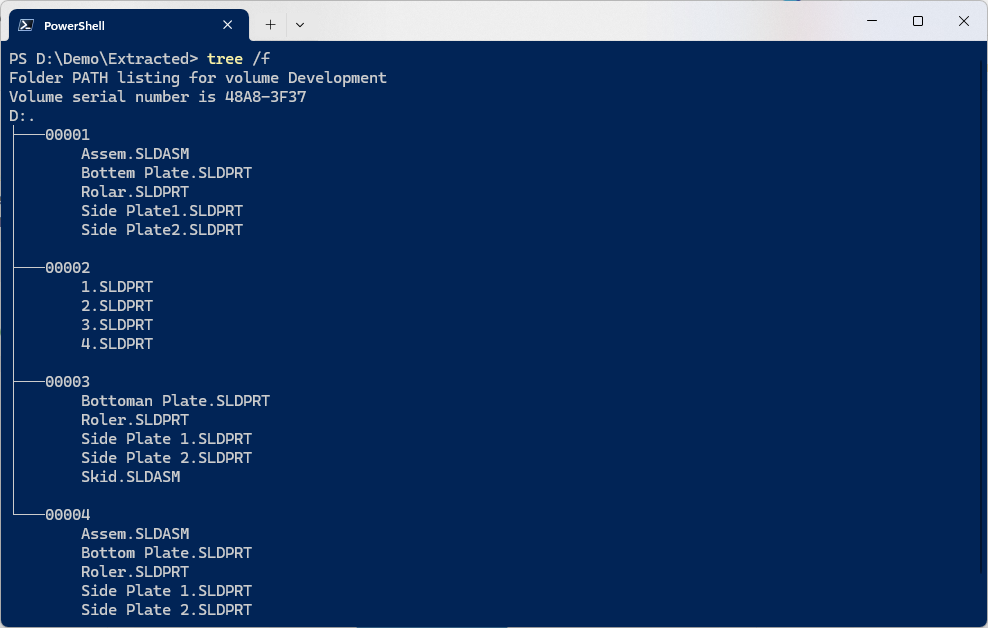 PowerShell
PS D:\Demo\Extracted> tree /f
Folder PATH listing for volume Development
Volume serial number is 48A8-3F37
D:.
├───00001
Assem.SLDASM
Bottem Plate.SLDPRT
Rolar.SLDPRT
Side Plate1.SLDPRT
Side Plate2.SLDPRT
├───00002
1.SLDPRT
2.SLDPRT
3.SLDPRT
4.SLDPRT
├───00003
Bottoman Plate.SLDPRT
Roler.SLDPRT
Side Plate 1.SLDPRT
Side Plate 2.SLDPRT
Skid.SLDASM
└───00004
Assem.SLDASM
Bottom Plate.SLDPRT
Roler.SLDPRT
Side Plate 1.SLDPRT
Side Plate 2.SLDPRT